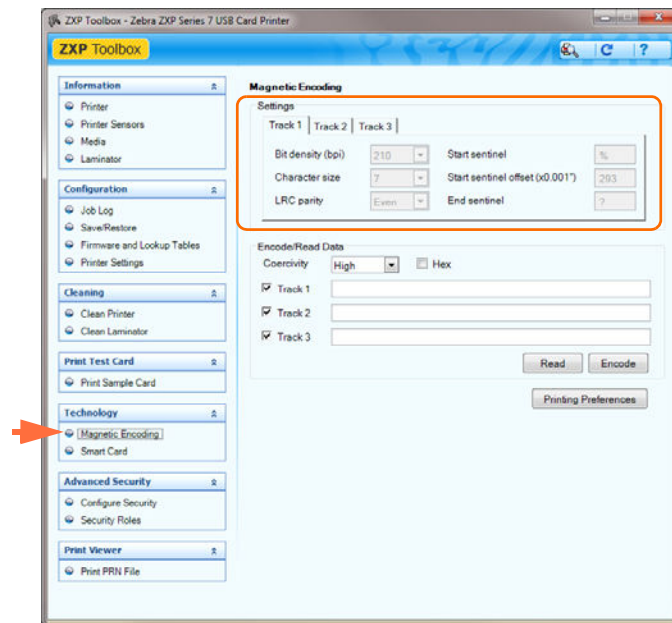 ZXP Toolbox - Zebra ZXP Series 7 USB Card Printer
ZXP Toolbox
Information
Printer
Printer Sensors
Media
Laminator
Configuration
Job Log
Save/Restore
Firmware and Lookup Tables
Printer Settings
Cleaning
Clean Printer
Clean Laminator
Print Test Card
Print Sample Card
Technology
Magnetic Encoding
Smart Card
Advanced Security
Configure Security
Security Roles
Print Viewer
Print PRN File
Magnetic Encoding
Settings
Track 1 Track 2 Track 3
Bit density (bpi) 210 Start sentinel %
Character size 7 Start sentinel offset (x0.001") 293
LRC parity Even End sentinel ?
Encode/Read Data
Coercivity High Hex
Track 1
Track 2
Track 3
Read Encode
Printing Preferences